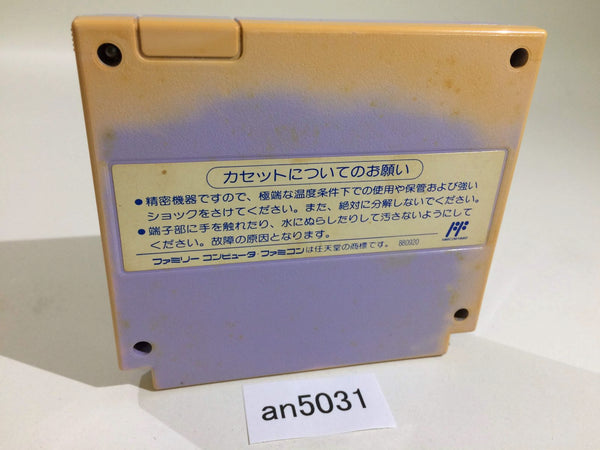 カセットについてのお願い
●精密機器ですので、極端な温度条件下での使用や保管および強い
ショックをさけてください。また、絶対に分解しないでください。
●端子部に手を触れたり、水にぬらしたりして汚さないようにして
ください。故障の原因となります。
ファミリーコンピュータ ファミコンは任天堂の商標です。 880920
an5031